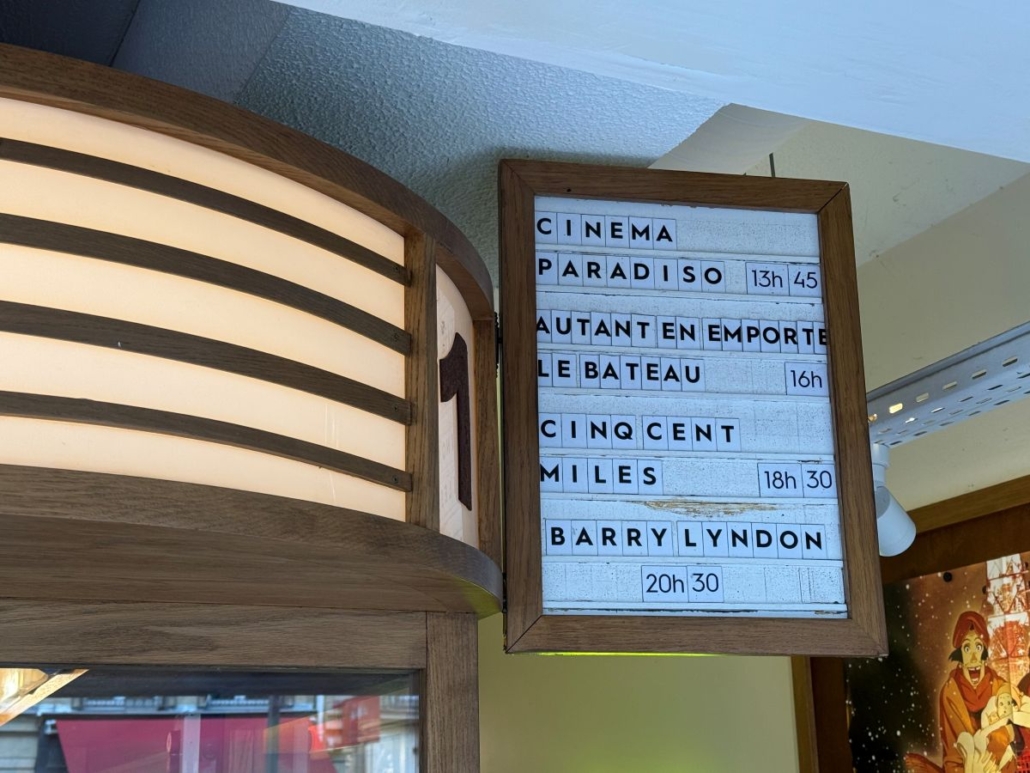 1
CINEMA
PARADISO 13h 45
AUTANT EN EMPORTE
LE BATEAU 16h
CINQ CENT
MILES 18h 30
BARRY LYNDON
20h 30